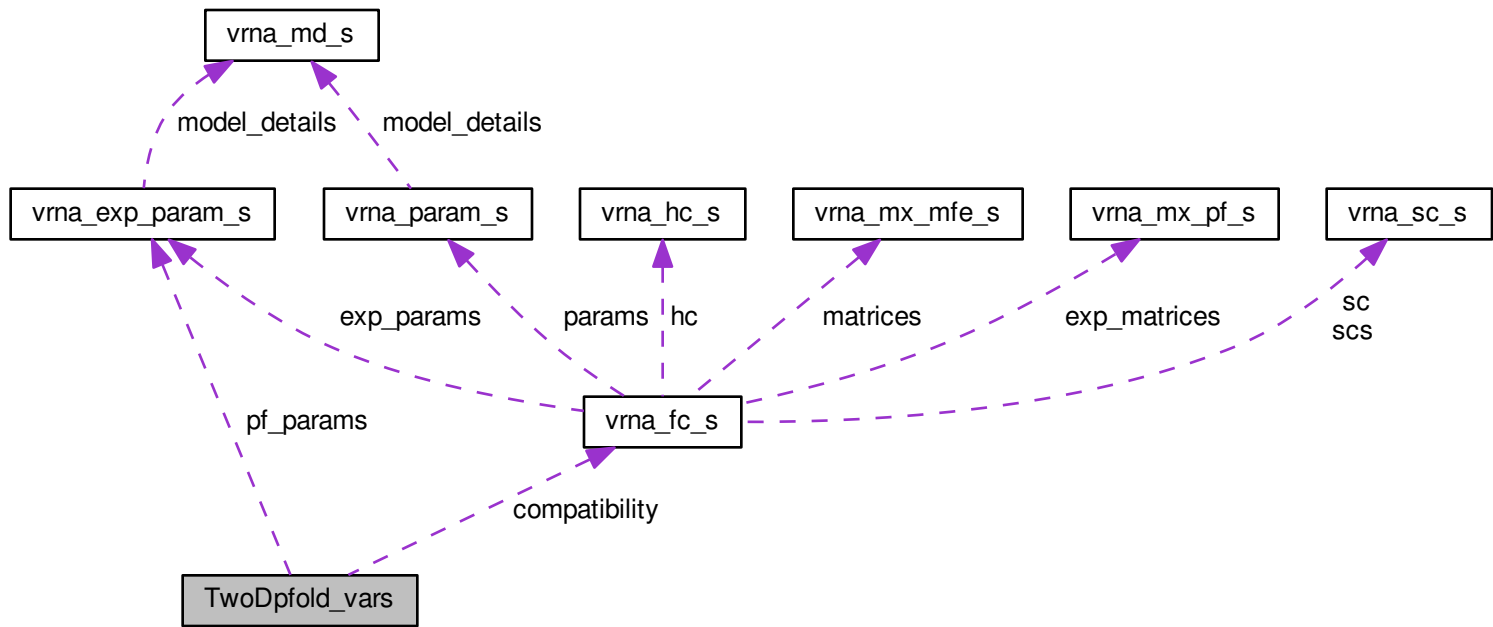 vrna_md_s
model_details
model_details
vrna_exp_param_s
vrna_param_s
vrna_hc_s
vrna_mx_mfe_s
vrna_mx_pf_s
vrna_sc_s
exp_params
params
hc
matrices
exp_matrices
sc
scs
vrna_fc_s
pf_params
compatibility
TwoDpfold_vars